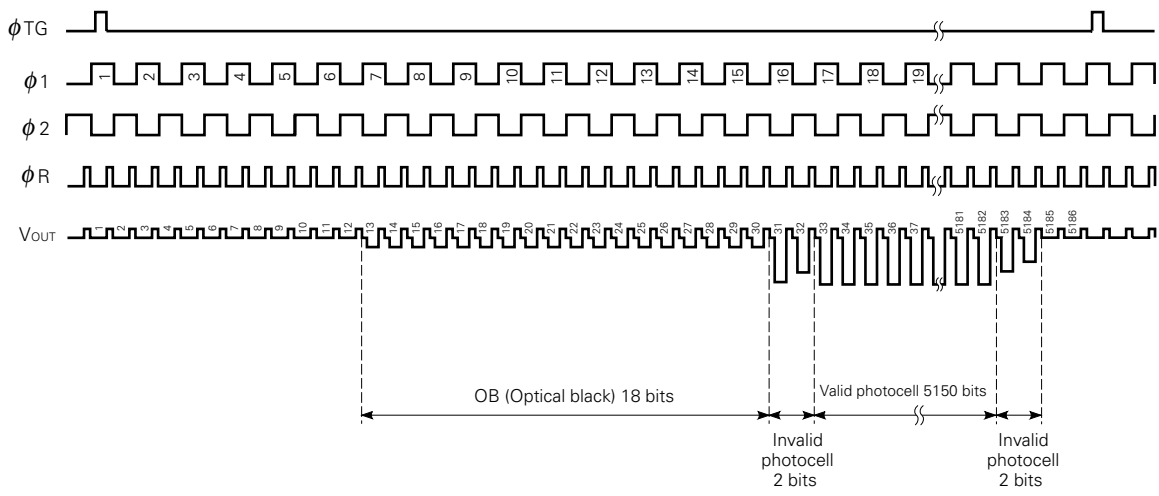 ϕTG
ϕ1
1 2 3 4 5 6 7 8 9 10 11 12 13 14 15 16 17 18 19
ϕ2
ϕR
VOUT
1 2 3 4 5 6 7 8 9 10 11 12 13 14 15 16 17 18 19 20 21 22 23 24 25 26 27 28 29 30 31 32 33 34 35 36 37 5181 5182 5183 5184 5185 5186
OB (Optical black) 18 bits
Valid photocell 5150 bits
Invalid
photocell
2 bits
Invalid
photocell
2 bits